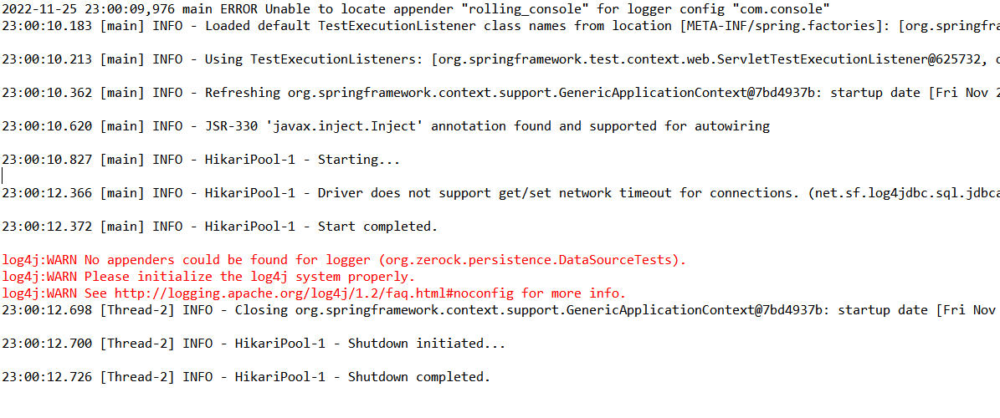 2022-11-25 23:00:09,976 main ERROR Unable to locate appender "rolling_console" for logger config "com.console"
23:00:10.183 [main] INFO - Loaded default TestExecutionListener class names from location [META-INF/spring.factories]: [org.springfra
23:00:10.213 [main] INFO - Using TestExecutionListeners: [org.springframework.test.context.web.ServletTestExecutionListener@625732, o
23:00:10.362 [main] INFO - Refreshing org.springframework.context.support.GenericApplicationContext@7bd4937b: startup date [Fri Nov 2
23:00:10.620 [main] INFO - JSR-330 'javax.inject.Inject' annotation found and supported for autowiring
23:00:10.827 [main] INFO - HikariPool-1 - Starting...
23:00:12.366 [main] INFO - HikariPool-1 - Driver does not support get/set network timeout for connections. (net.sf.log4jdbc.sql.jdbca
23:00:12.372 [main] INFO - HikariPool-1 - Start completed.
log4j:WARN No appenders could be found for logger (org.zerock.persistence.DataSourceTests).
log4j:WARN Please initialize the log4j system properly.
log4j:WARN See http://logging.apache.org/log4j/1.2/faq.html#noconfig for more info.
23:00:12.698 [Thread-2] INFO - Closing org.springframework.context.support.GenericApplicationContext@7bd4937b: startup date [Fri Nov
23:00:12.700 [Thread-2] INFO - HikariPool-1 - Shutdown initiated...
23:00:12.726 [Thread-2] INFO - HikariPool-1 - Shutdown completed.